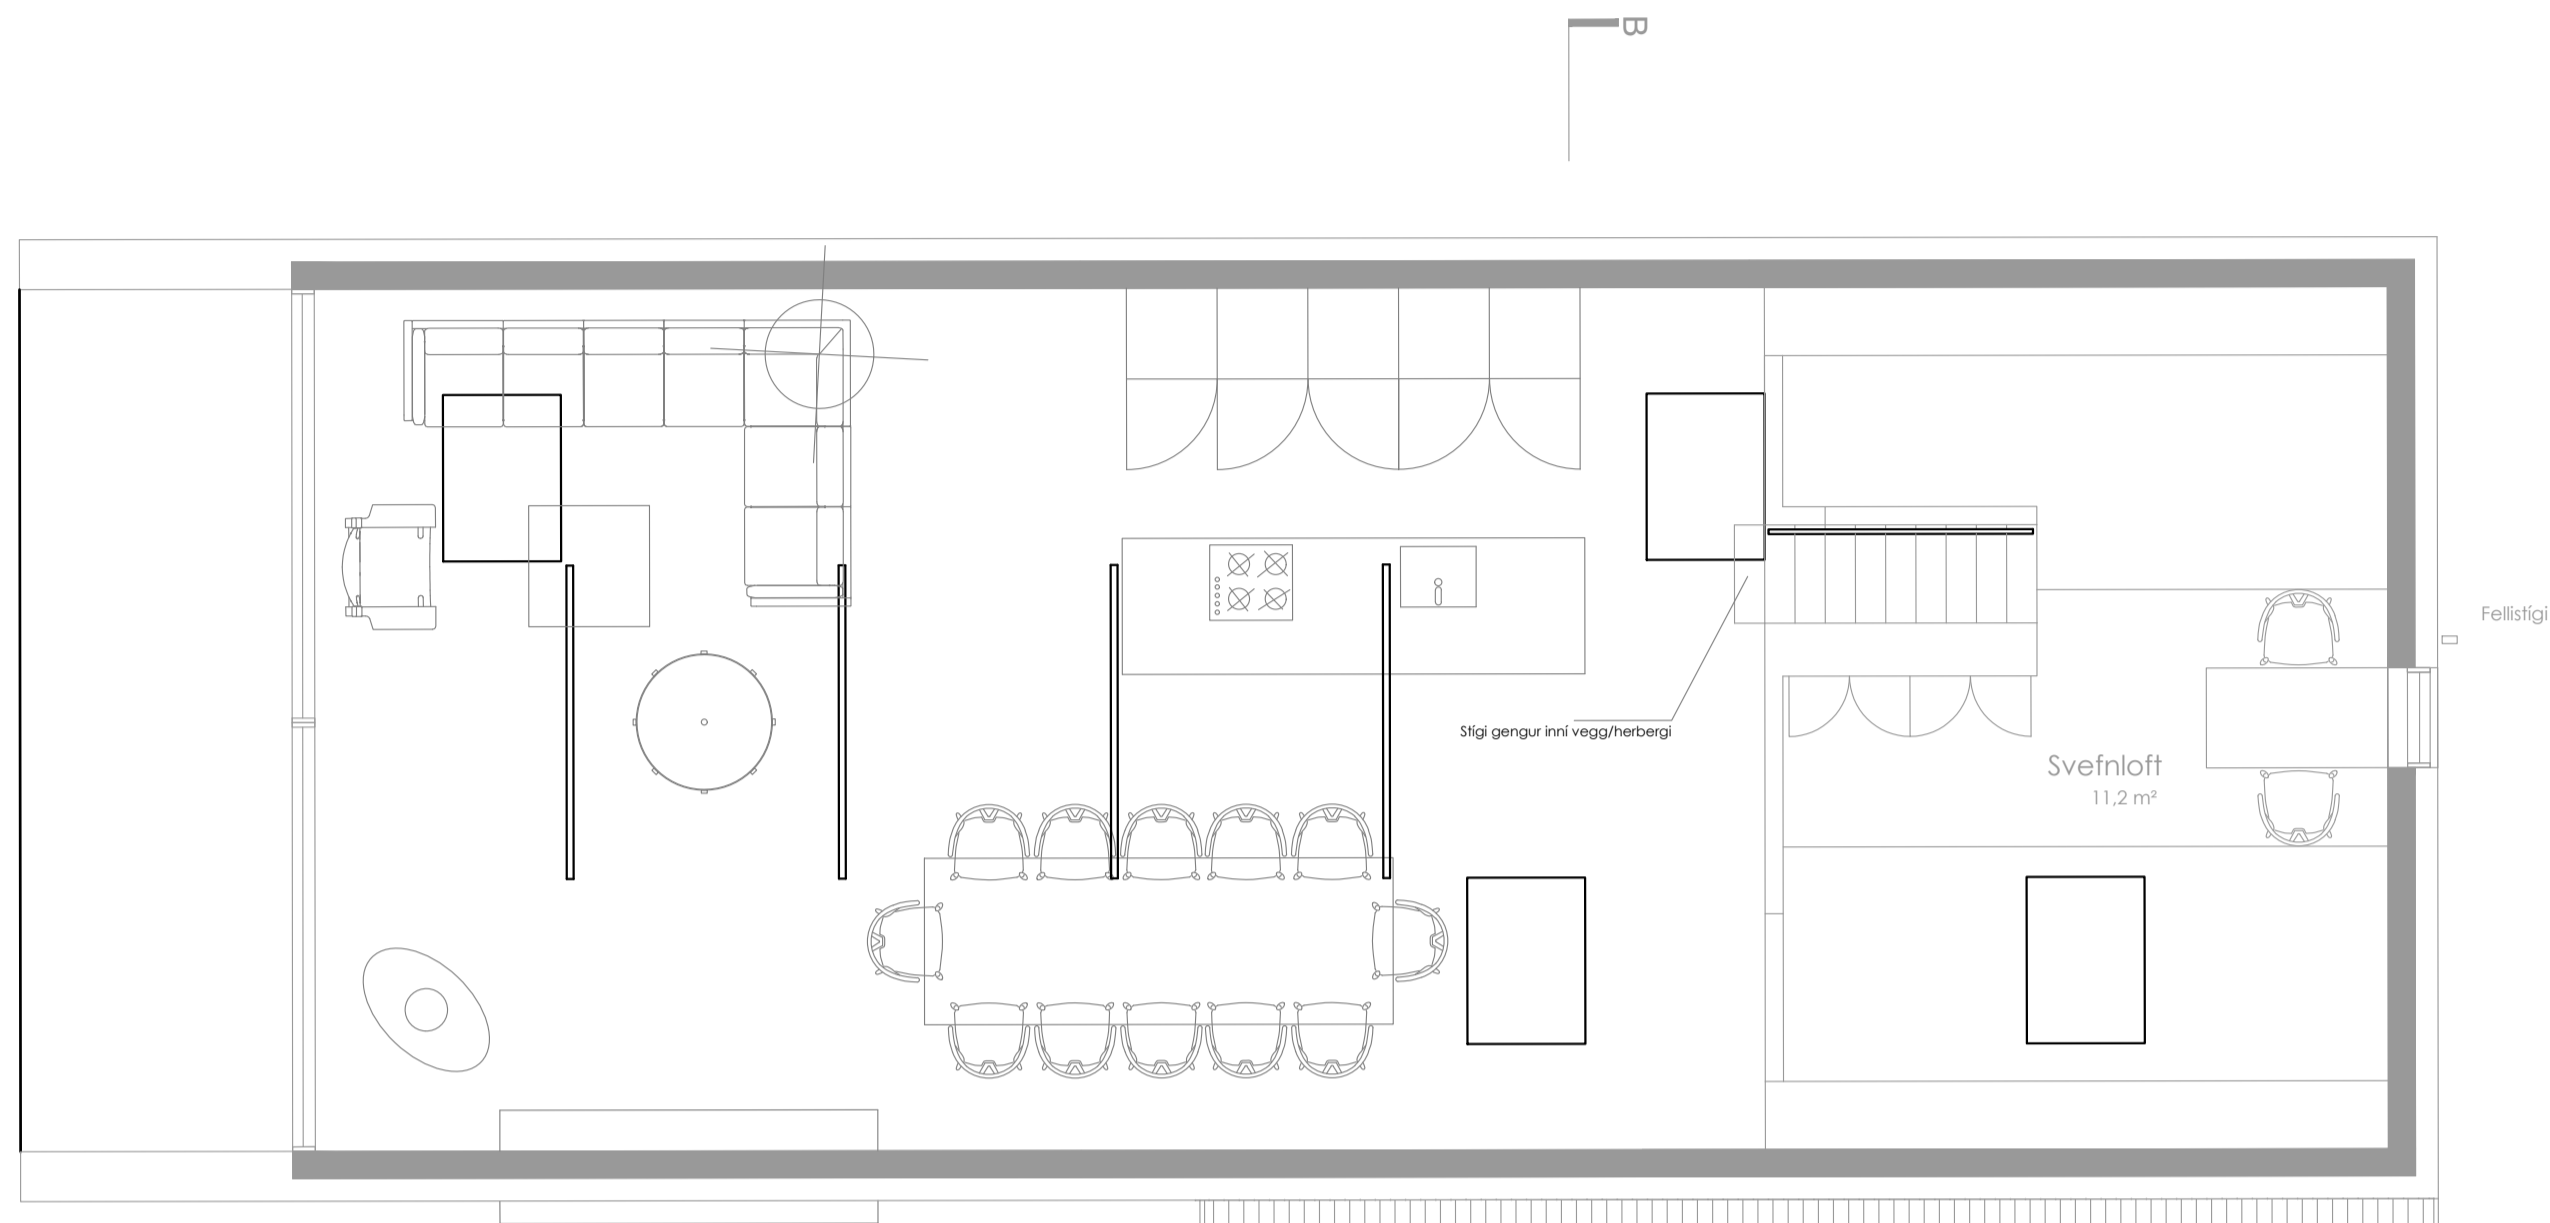 B
Fellistígi
Stígi gengur inní vegg/herbergi
Svefnloft
11,2 m²